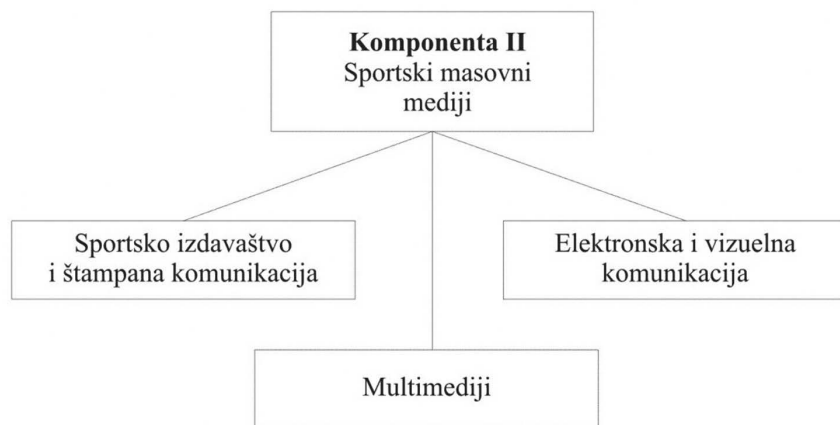 Komponenta II
Sportski masovni
mediji
Sportsko izdavaštvo
i štampana komunikacija
Elektronska i vizuelna
komunikacija
Multimediji